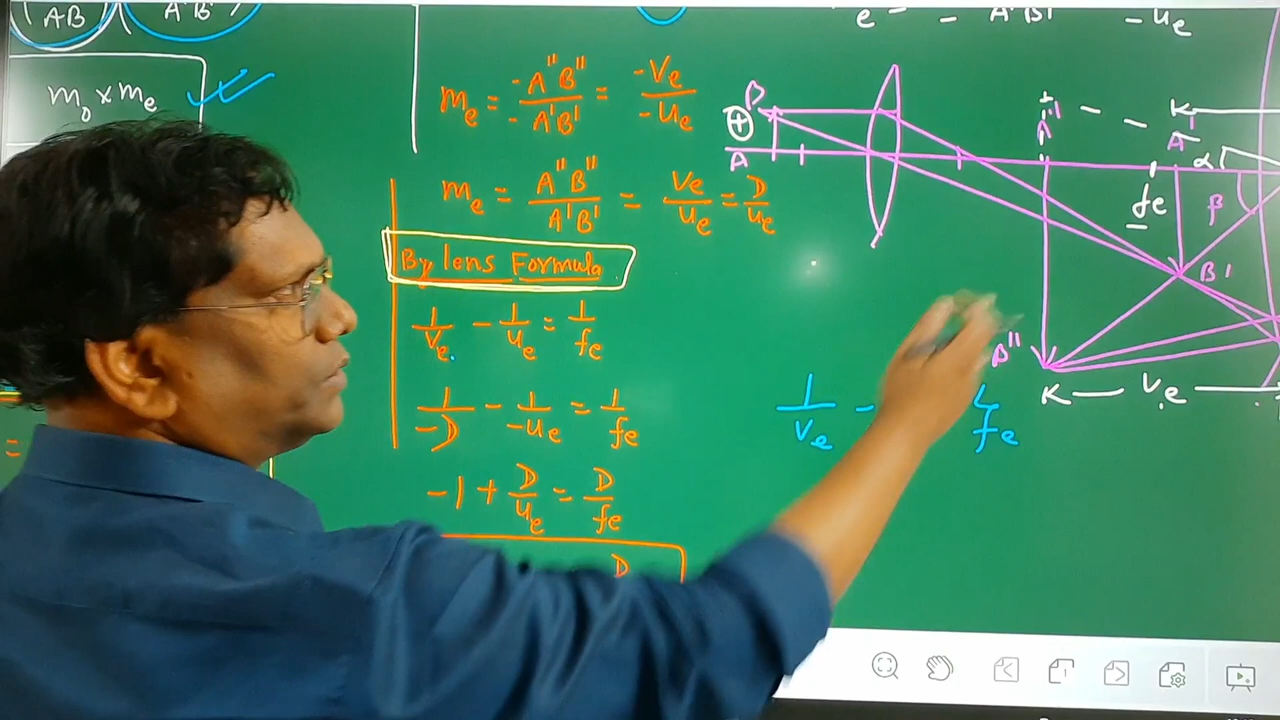 AB A'B'
m₀ × mₑ
=
mₑ = -A"B"/-A'B' = -Vₑ/-uₑ
mₑ = A"B"/A'B' = Vₑ/uₑ = D/uₑ
By lens Formula
1/Vₑ - 1/uₑ = 1/fₑ
1/-D - 1/-uₑ = 1/fₑ
-1 + D/uₑ = D/fₑ
D
e - A'B' -uₑ
B
A
A"
A'
α
β
fₑ
B'
B"
Vₑ
1/Vₑ - 1/fₑ